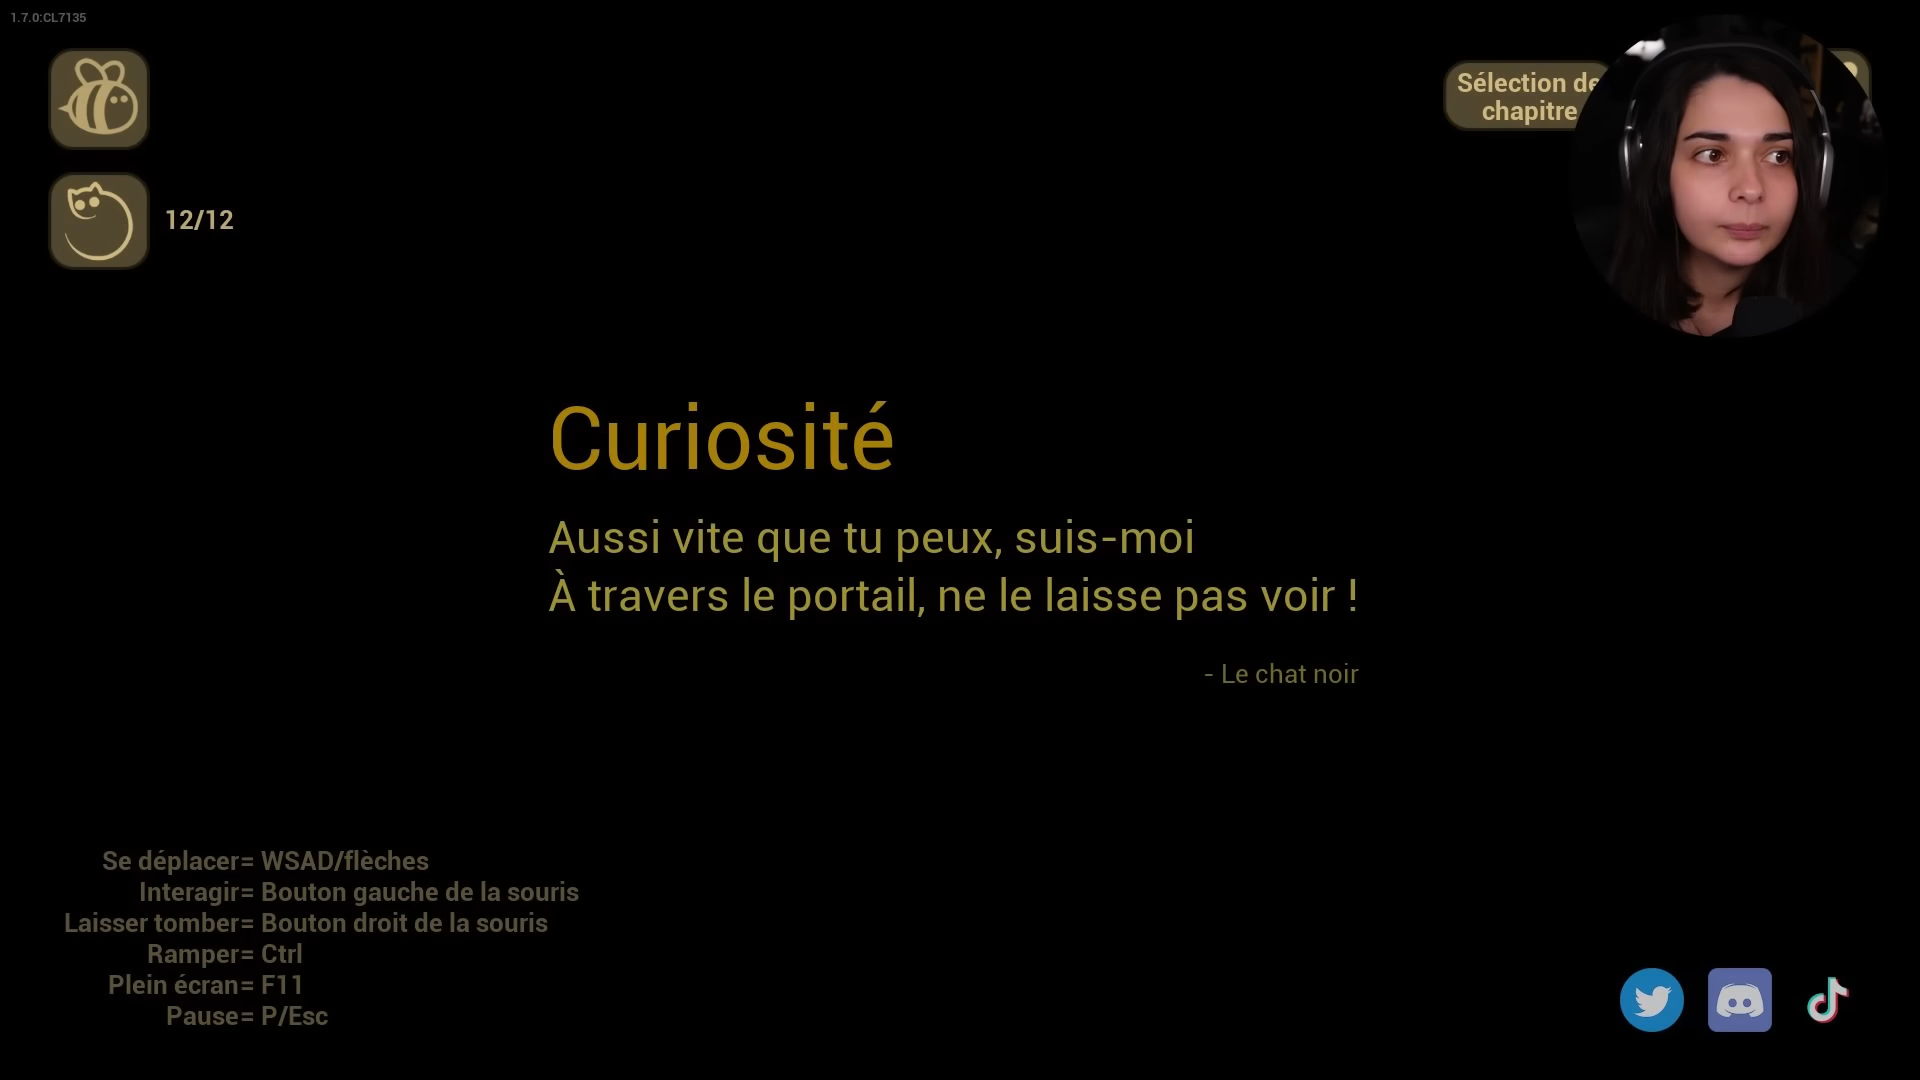 1.7.0:CL7135
12/12
Sélection de
chapitre
Curiosité
Aussi vite que tu peux, suis-moi
À travers le portail, ne le laisse pas voir !
- Le chat noir
Se déplacer= WSAD/flèches
Interagir= Bouton gauche de la souris
Laisser tomber= Bouton droit de la souris
Ramper= Ctrl
Plein écran= F11
Pause= P/Esc